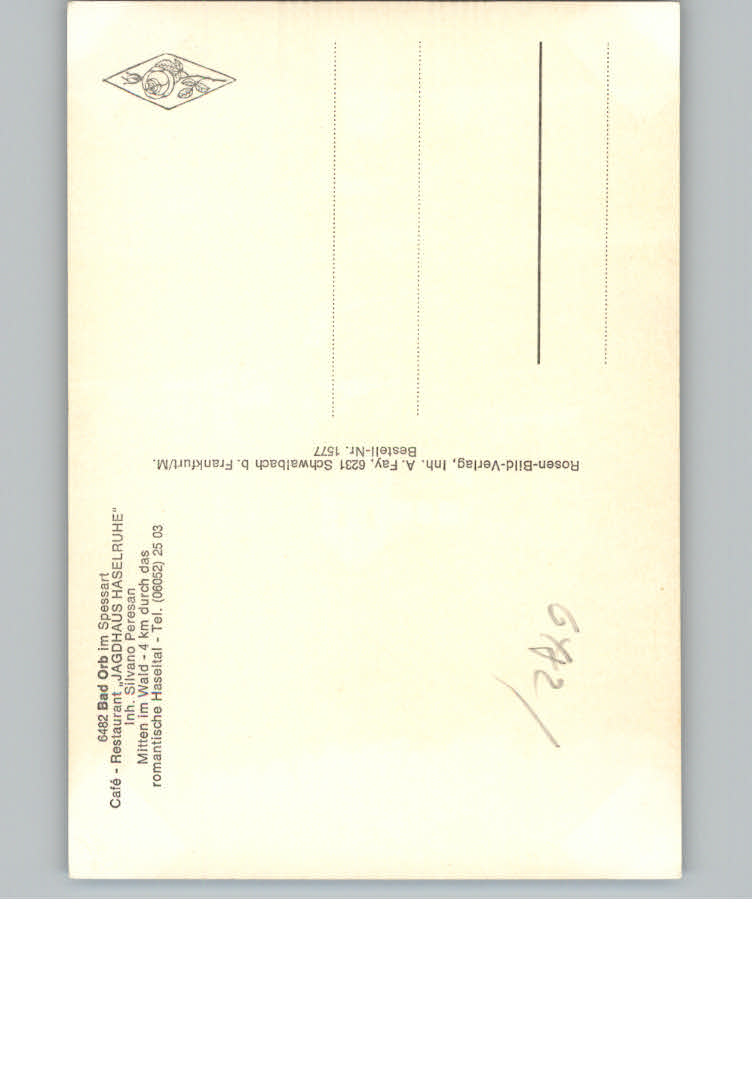 6482 Bad Orb im Spessart
Café - Restaurant „JAGDHAUS HASELRUHE“
Inh. Silvano Peresan
Mitten im Wald - 4 km durch das
romantische Haseltal - Tel. (06052) 25 03
Rosen-Bild-Verlag, Inh. A. Fay, 6231 Schwalbach b. Frankfurt/M.
Bestell-Nr. 1577